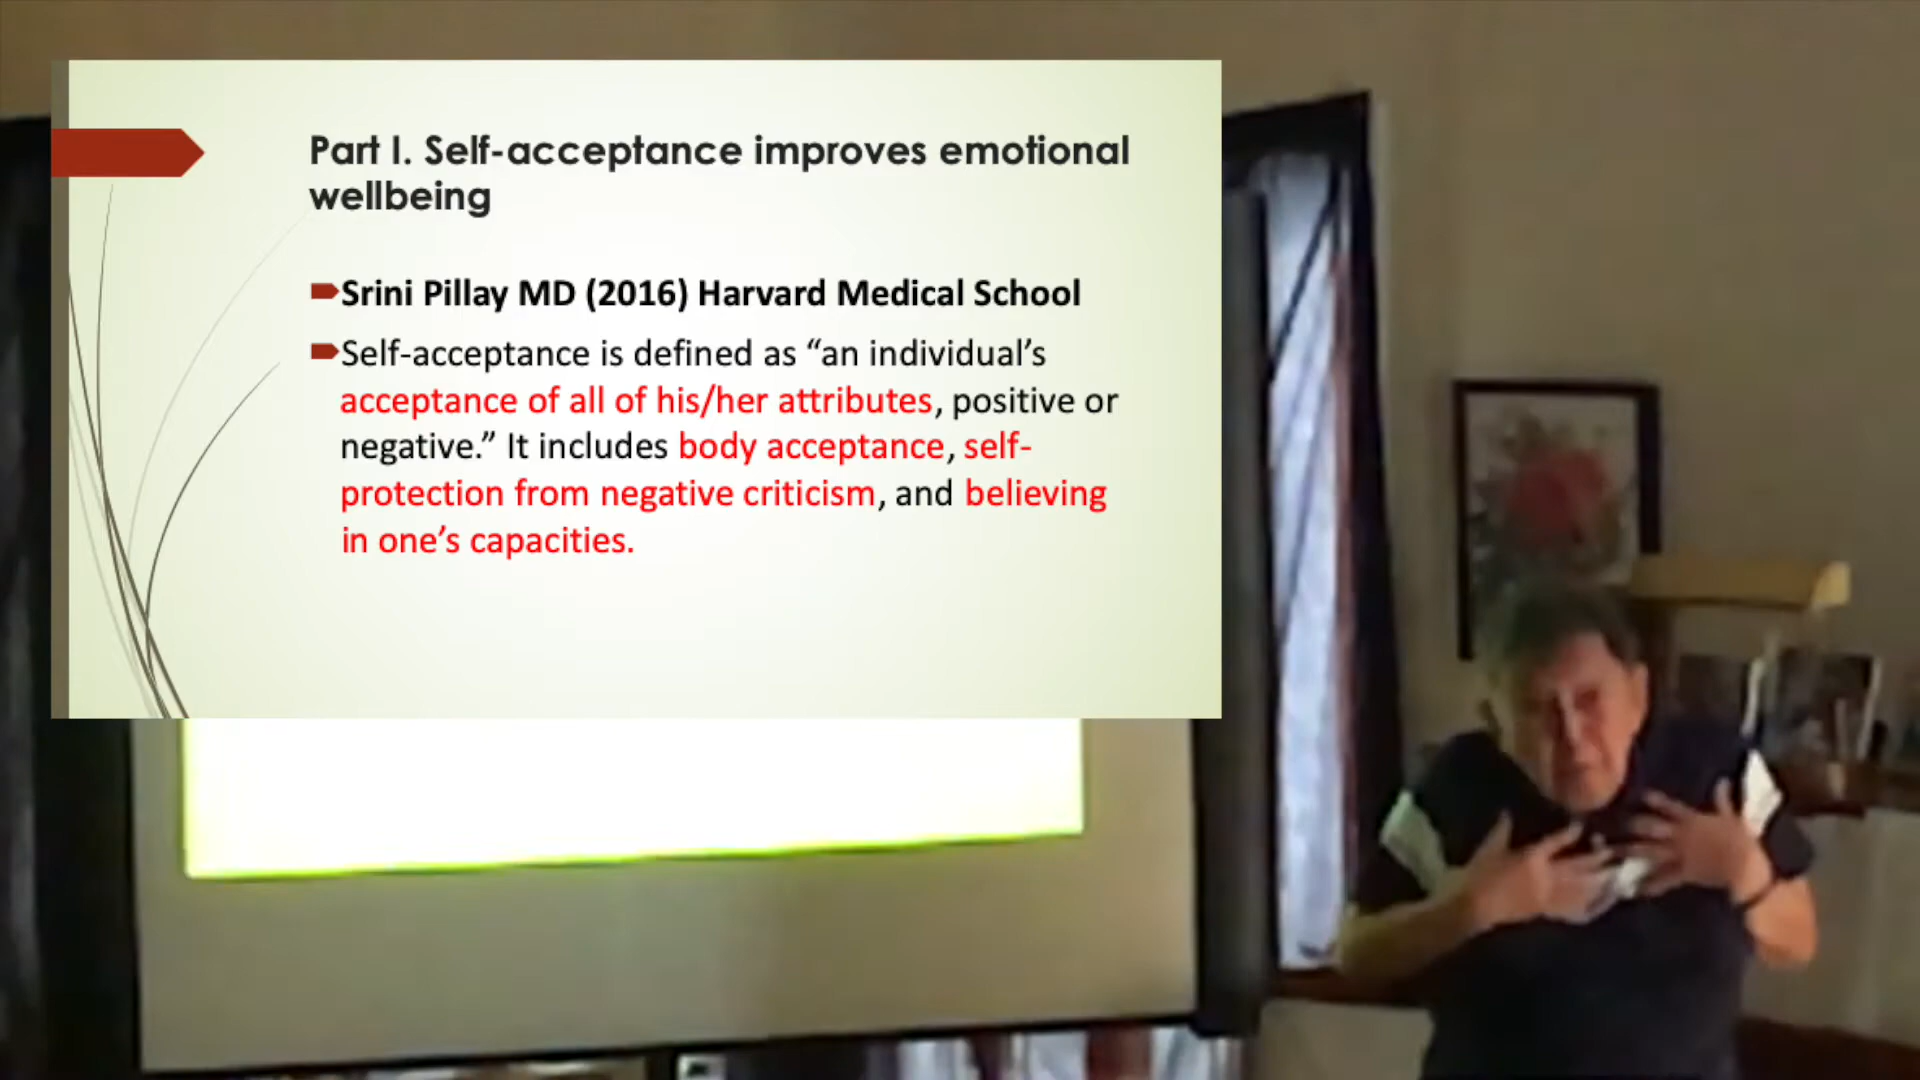 Part I. Self-acceptance improves emotional
wellbeing
Srini Pillay MD (2016) Harvard Medical School
Self-acceptance is defined as “an individual’s
acceptance of all of his/her attributes, positive or
negative.” It includes body acceptance, self-
protection from negative criticism, and believing
in one’s capacities.